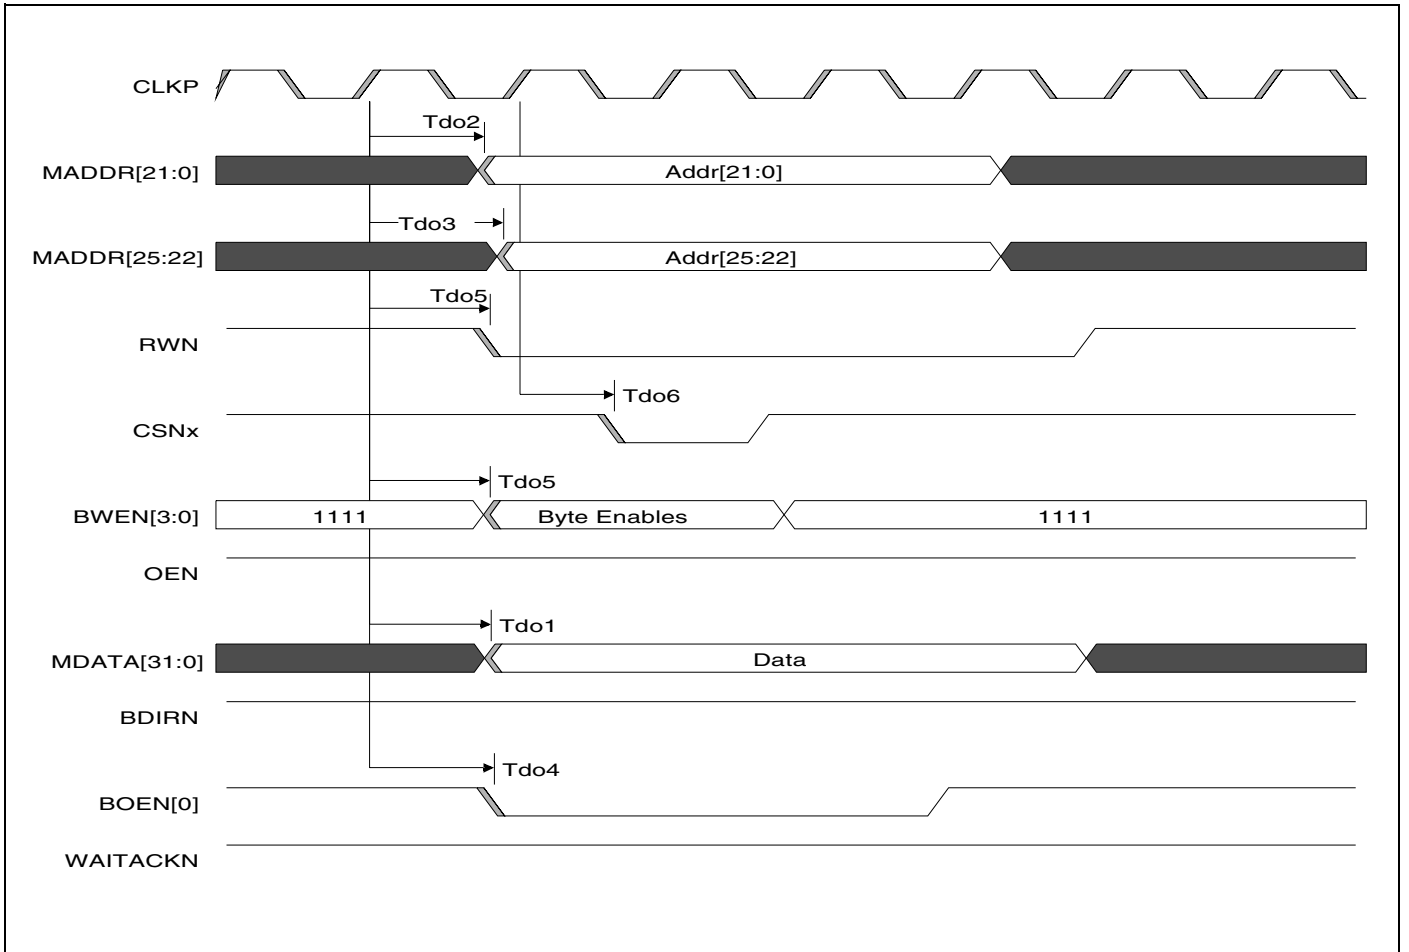 CLKP
Tdo2
MADDR[21:0]
Addr[21:0]
Tdo3
MADDR[25:22]
Addr[25:22]
Tdo5
RWN
Tdo6
CSNx
Tdo5
BWEN[3:0]
1111
Byte Enables
1111
OEN
Tdo1
MDATA[31:0]
Data
BDIRN
Tdo4
BOEN[0]
WAITACKN